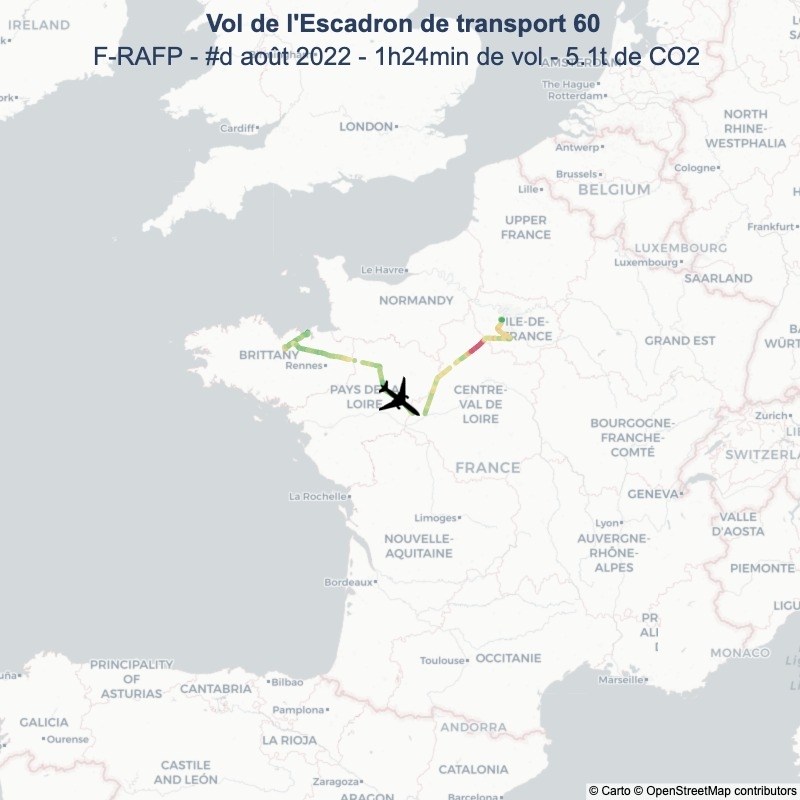 Vol de l'Escadron de transport 60
F-RAFP - #d août 2022 - 1h24min de vol - 5.1t de CO2
IRELAND
AMSTERDAM
The Hague
Rotterdam
Cardiff
LONDON
NORTH
RHINE-
WESTPHALIA
Antwerp
Brussels
Cologne
Lille
BELGIUM
UPPER
FRANCE
Frankfurt
LUXEMBOURG
Luxembourg
SAARLAND
Le Havre
NORMANDY
ILE-DE-
FRANCE
GRAND EST
BRITTANY
Rennes
PAYS DE LA
LOIRE
CENTRE-
VAL DE
LOIRE
Zurich
BOURGOGNE-
FRANCHE-
COMTÉ
SWITZERL
FRANCE
La Rochelle
GENEVA
Limoges
Lyon
VALLE
D'AOSTA
NOUVELLE-
AQUITAINE
AUVERGNE-
RHÔNE-
ALPES
PIEMONTE
Bordeaux
LIGU
PR
ALI
MONACO
Toulouse
OCCITANIE
Marseille
PRINCIPALITY
OF
ASTURIAS
CANTABRIA
Bilbao
Pamplona
GALICIA
Ourense
LA RIOJA
ANDORRA
CASTILE
AND LEÓN
Zaragoza
CATALONIA
ARAGON
Barcelona
© Carto © OpenStreetMap contributors